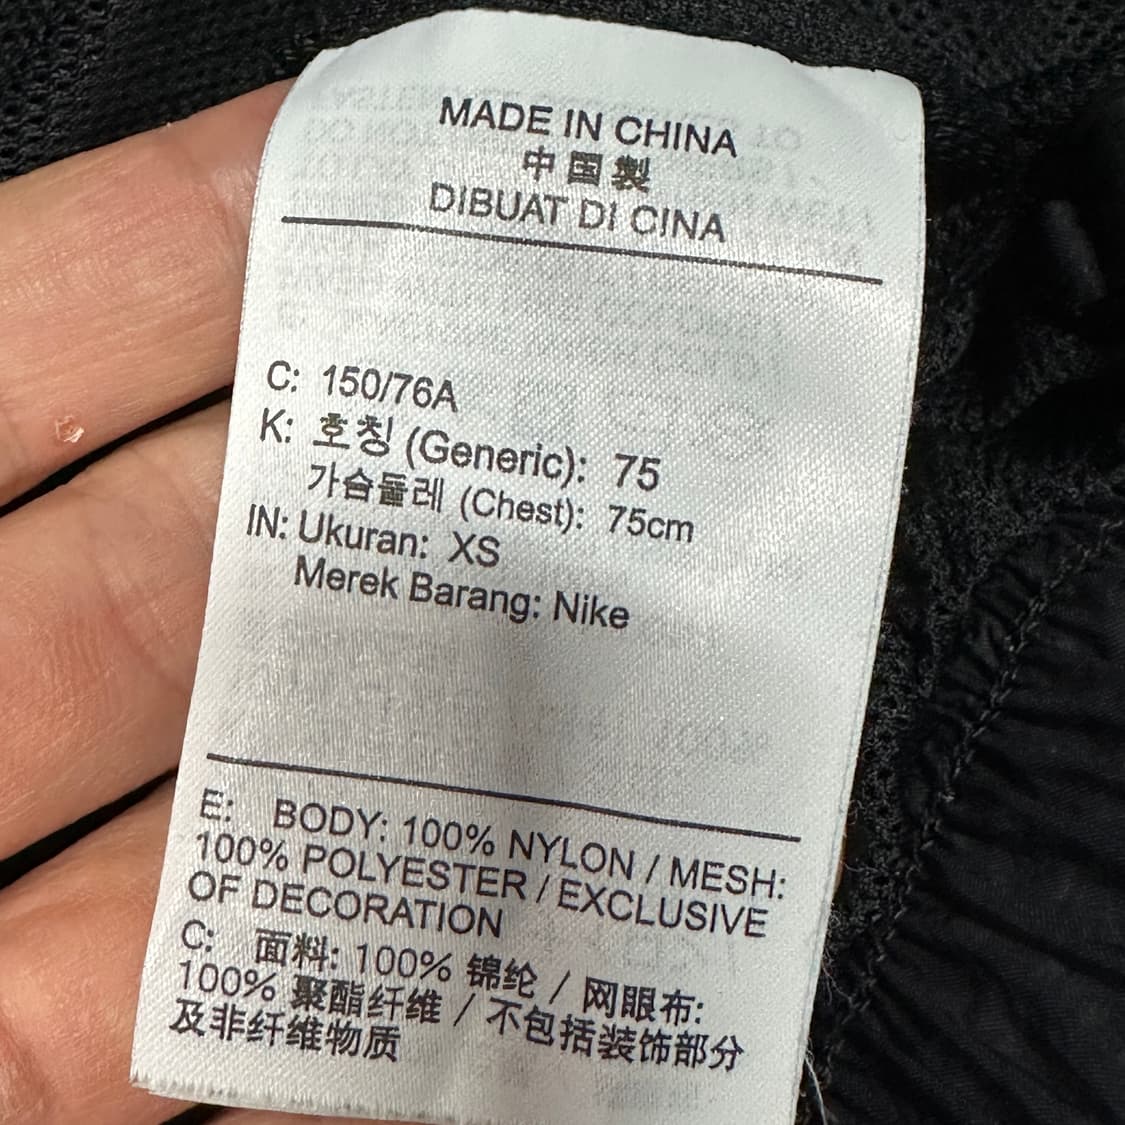 MADE IN CHINA
中国製
DIBUAT DI CINA
C: 150/76A
K: 호칭 (Generic): 75
가슴둘레 (Chest): 75cm
IN: Ukuran: XS
Merek Barang: Nike
E: BODY: 100% NYLON / MESH:
100% POLYESTER / EXCLUSIVE
OF DECORATION
C: 面料: 100% 锦纶 / 网眼布:
100% 聚酯纤维 / 不包括装饰部分
及非纤维物质